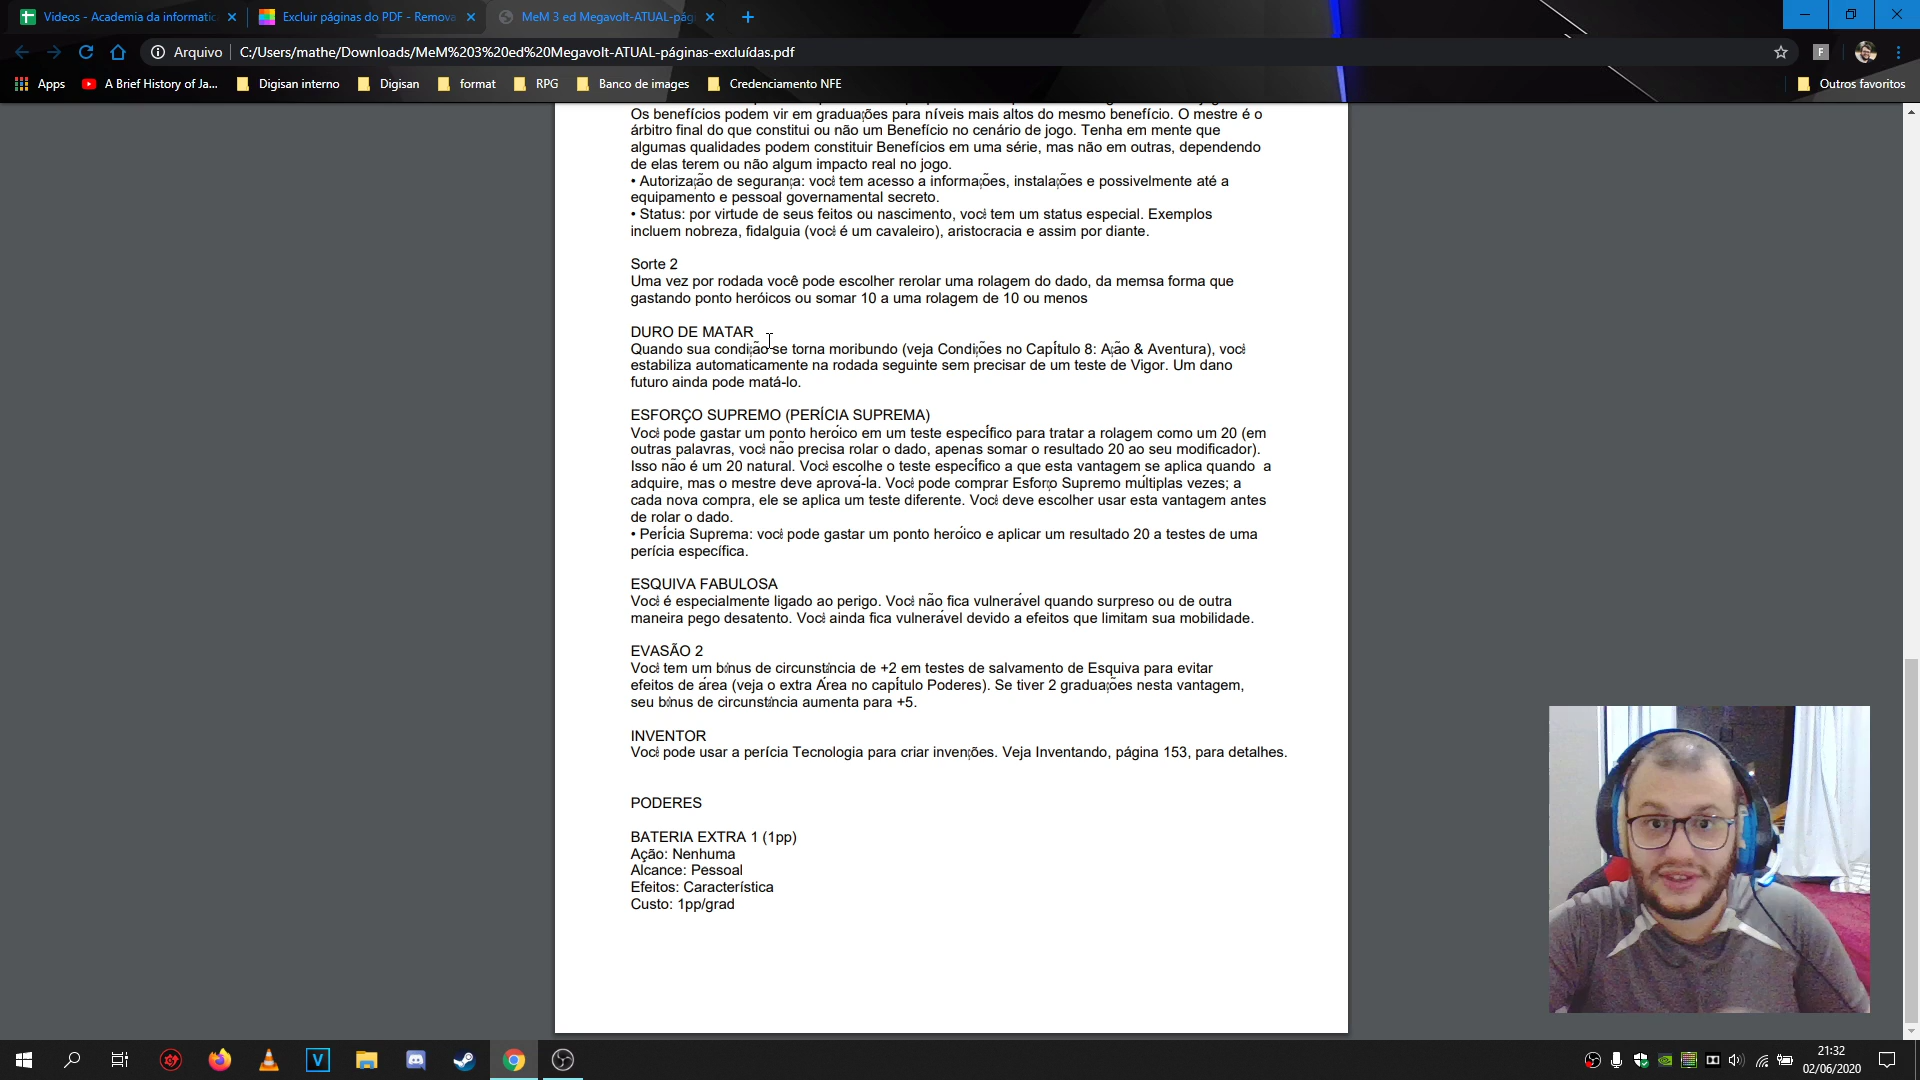 Videos - Academia da informatic
Excluir páginas do PDF - Remova
MeM 3 ed Megavolt-ATUAL-pág
Arquivo
C:/Users/mathe/Downloads/MeM%203%20ed%20Megavolt-ATUAL-páginas-excluídas.pdf
F
Apps
A Brief History of Ja...
Digisan interno
Digisan
format
RPG
Banco de images
Credenciamento NFE
Outros favoritos
Os benefícios podem vir em graduações para níveis mais altos do mesmo benefício. O mestre é o
árbitro final do que constitui ou não um Benefício no cenário de jogo. Tenha em mente que
algumas qualidades podem constituir Benefícios em uma série, mas não em outras, dependendo
de elas terem ou não algum impacto real no jogo.
• Autorização de segurança: você tem acesso a informações, instalações e possivelmente até a
equipamento e pessoal governamental secreto.
• Status: por virtude de seus feitos ou nascimento, você tem um status especial. Exemplos
incluem nobreza, fidalguia (você é um cavaleiro), aristocracia e assim por diante.
Sorte 2
Uma vez por rodada você pode escolher rerolar uma rolagem do dado, da memsa forma que
gastando ponto heróicos ou somar 10 a uma rolagem de 10 ou menos
DURO DE MATAR
Quando sua condição se torna moribundo (veja Condições no Capítulo 8: Ação & Aventura), você
estabiliza automaticamente na rodada seguinte sem precisar de um teste de Vigor. Um dano
futuro ainda pode matá-lo.
ESFORÇO SUPREMO (PERÍCIA SUPREMA)
Você pode gastar um ponto heróico em um teste específico para tratar a rolagem como um 20 (em
outras palavras, você não precisa rolar o dado, apenas somar o resultado 20 ao seu modificador).
Isso não é um 20 natural. Você escolhe o teste específico a que esta vantagem se aplica quando a
adquire, mas o mestre deve aprová-la. Você pode comprar Esforço Supremo múltiplas vezes; a
cada nova compra, ele se aplica um teste diferente. Você deve escolher usar esta vantagem antes
de rolar o dado.
• Perícia Suprema: você pode gastar um ponto heróico e aplicar um resultado 20 a testes de uma
perícia específica.
ESQUIVA FABULOSA
Você é especialmente ligado ao perigo. Você não fica vulnerável quando surpreso ou de outra
maneira pego desatento. Você ainda fica vulnerável devido a efeitos que limitam sua mobilidade.
EVASÃO 2
Você tem um bônus de circunstância de +2 em testes de salvamento de Esquiva para evitar
efeitos de área (veja o extra Área no capítulo Poderes). Se tiver 2 graduações nesta vantagem,
seu bônus de circunstância aumenta para +5.
INVENTOR
Você pode usar a perícia Tecnologia para criar invenções. Veja Inventando, página 153, para detalhes.
PODERES
BATERIA EXTRA 1 (1pp)
Ação: Nenhuma
Alcance: Pessoal
Efeitos: Característica
Custo: 1pp/grad
V
21:32
02/06/2020